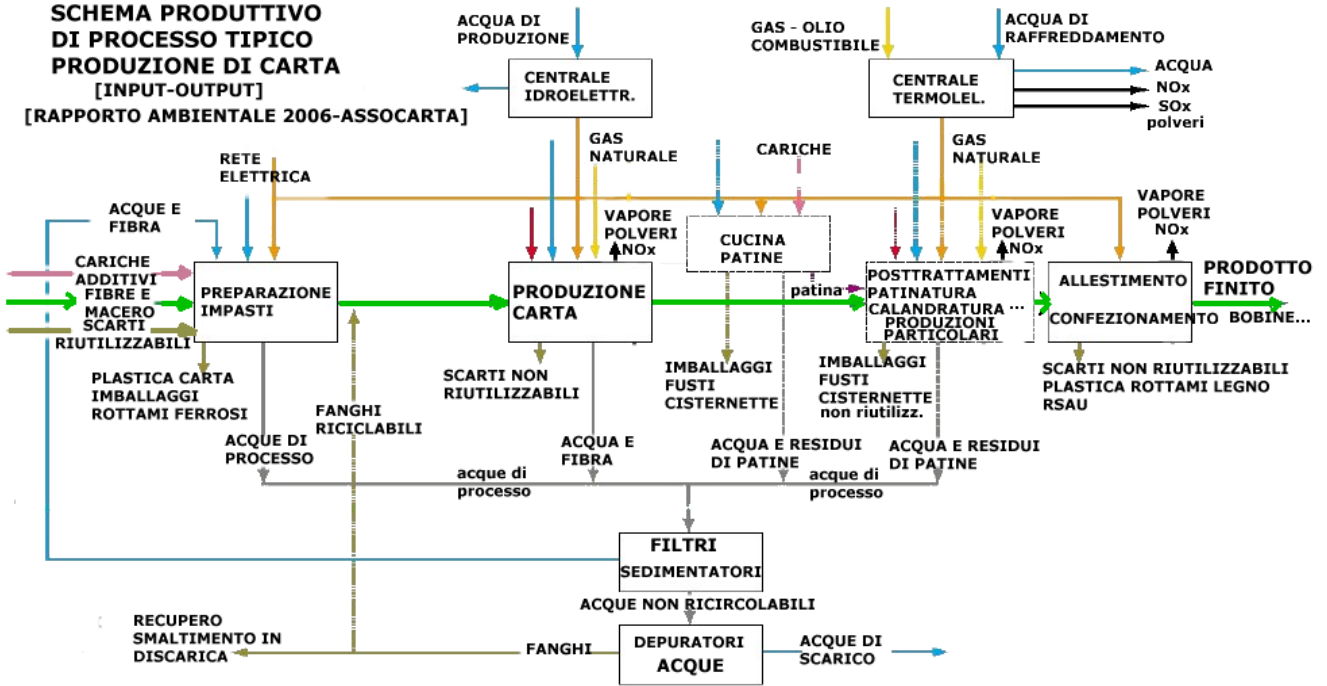 SCHEMA PRODUTTIVO
DI PROCESSO TIPICO
PRODUZIONE DI CARTA
[INPUT-OUTPUT]
[RAPPORTO AMBIENTALE 2006-ASSOCARTA]
ACQUA DI
PRODUZIONE
GAS - OLIO
COMBUSTIBILE
ACQUA DI
RAFFREDDAMENTO
CENTRALE
IDROELETTR.
CENTRALE
TERMOLEL.
ACQUA
NOx
SOx
polveri
RETE
ELETTRICA
GAS
NATURALE
CARICHE
GAS
NATURALE
ACQUE E
FIBRA
VAPORE
POLVERI
NOx
CUCINA
PATINE
VAPORE
POLVERI
NOx
VAPORE
POLVERI
NOx
CARICHE
ADDITIVI
FIBRE E
MACERO
SCARTI
RIUTILIZZABILI
PREPARAZIONE
IMPASTI
PRODUZIONE
CARTA
patina
POSTTRATTAMENTI
PATINATURA
CALANDRATURA ...
PRODUZIONI
PARTICOLARI
ALLESTIMENTO
CONFEZIONAMENTO
PRODOTTO
FINITO
BOBINE...
PLASTICA CARTA
IMBALLAGGI
ROTTAMI FERROSI
FANGHI
RICICLABILI
SCARTI NON
RIUTILIZZABILI
IMBALLAGGI
FUSTI
CISTERNETTE
IMBALLAGGI
FUSTI
CISTERNETTE
non riutilizz.
SCARTI NON RIUTILIZZABILI
PLASTICA ROTTAMI LEGNO
RSAU
ACQUE DI
PROCESSO
ACQUA E
FIBRA
ACQUA E RESIDUI
DI PATINE
ACQUA E RESIDUI
DI PATINE
acque di
processo
acque di
processo
FILTRI
SEDIMENTATORI
ACQUE NON RICIRCOLABILI
RECUPERO
SMALTIMENTO IN
DISCARICA
FANGHI
DEPURATORI
ACQUE
ACQUE DI
SCARICO